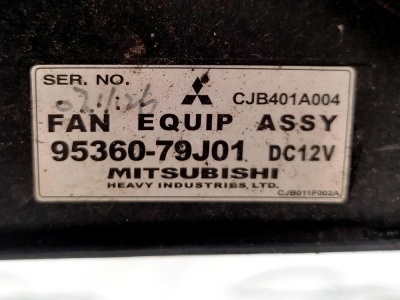 SER. NO.
CJB401A004
FAN EQUIP ASSY
95360-79J01 DC12V
MITSUBISHI
HEAVY INDUSTRIES, LTD.
CJB011F002A